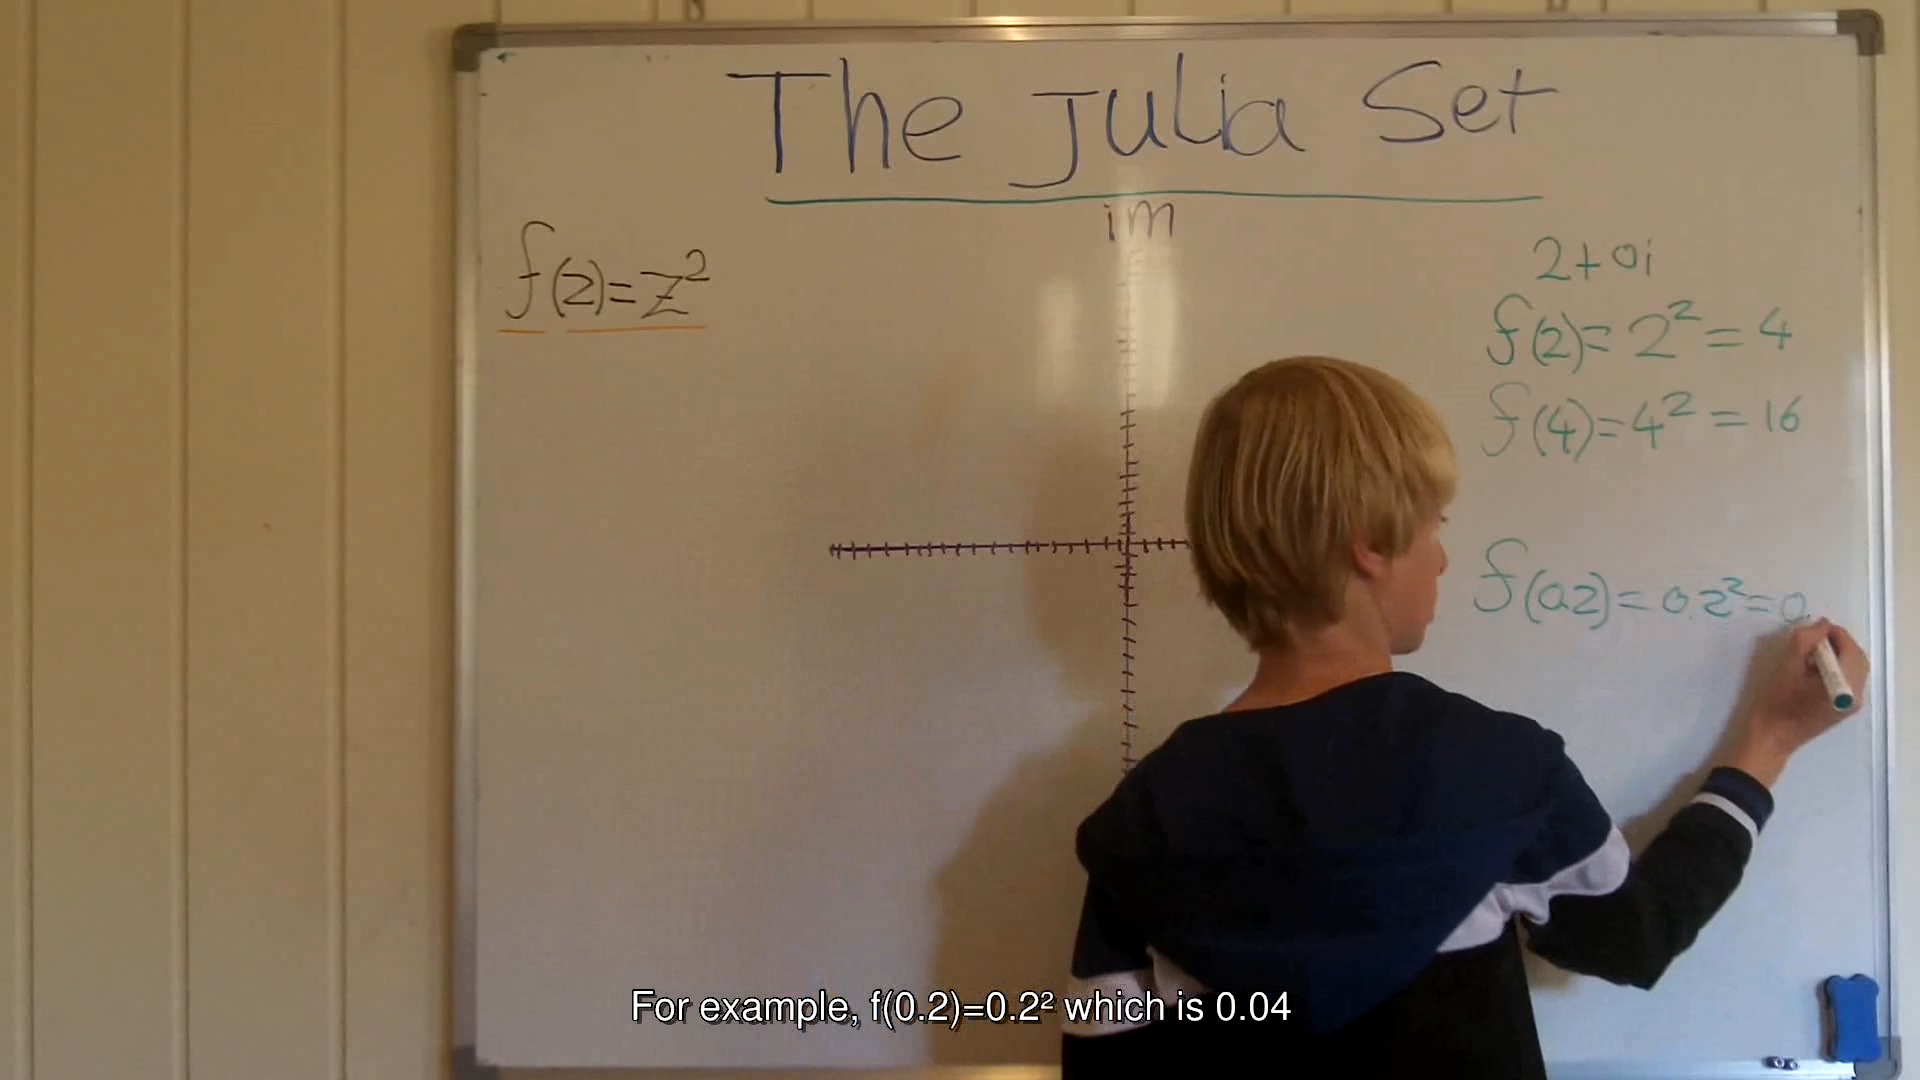 The Julia Set
im
f(z)=z²
2+0i
f(2)=2²=4
f(4)=4²=16
f(0.2)=0.2²=0.
For example, f(0.2)=0.2² which is 0.04